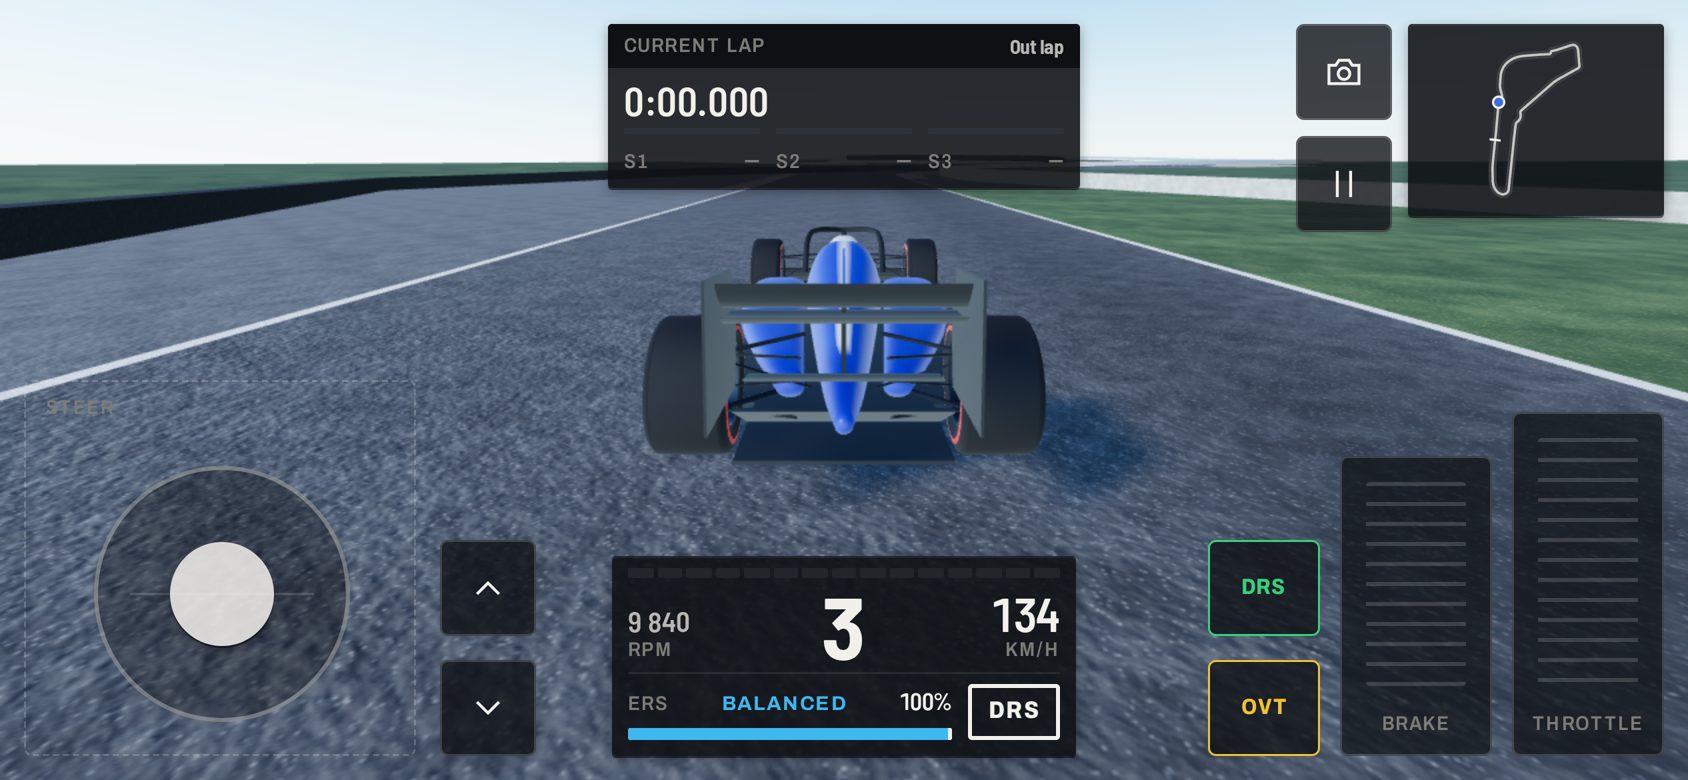 CURRENT LAP Out lap
0:00.000
S1 — S2 — S3 —
STEER
9 840 3 134
RPM KM/H
ERS BALANCED 100% DRS
DRS
OVT
BRAKE THROTTLE